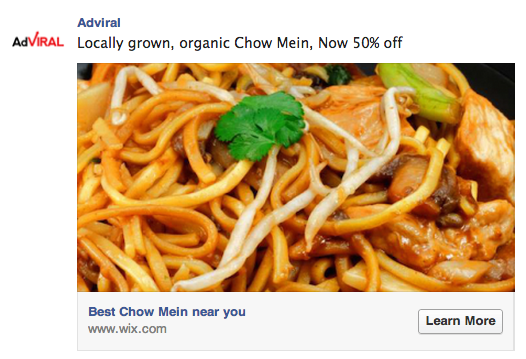 Adviral
AdVIRAL
Locally grown, organic Chow Mein, Now 50% off
Best Chow Mein near you
www.wix.com
Learn More